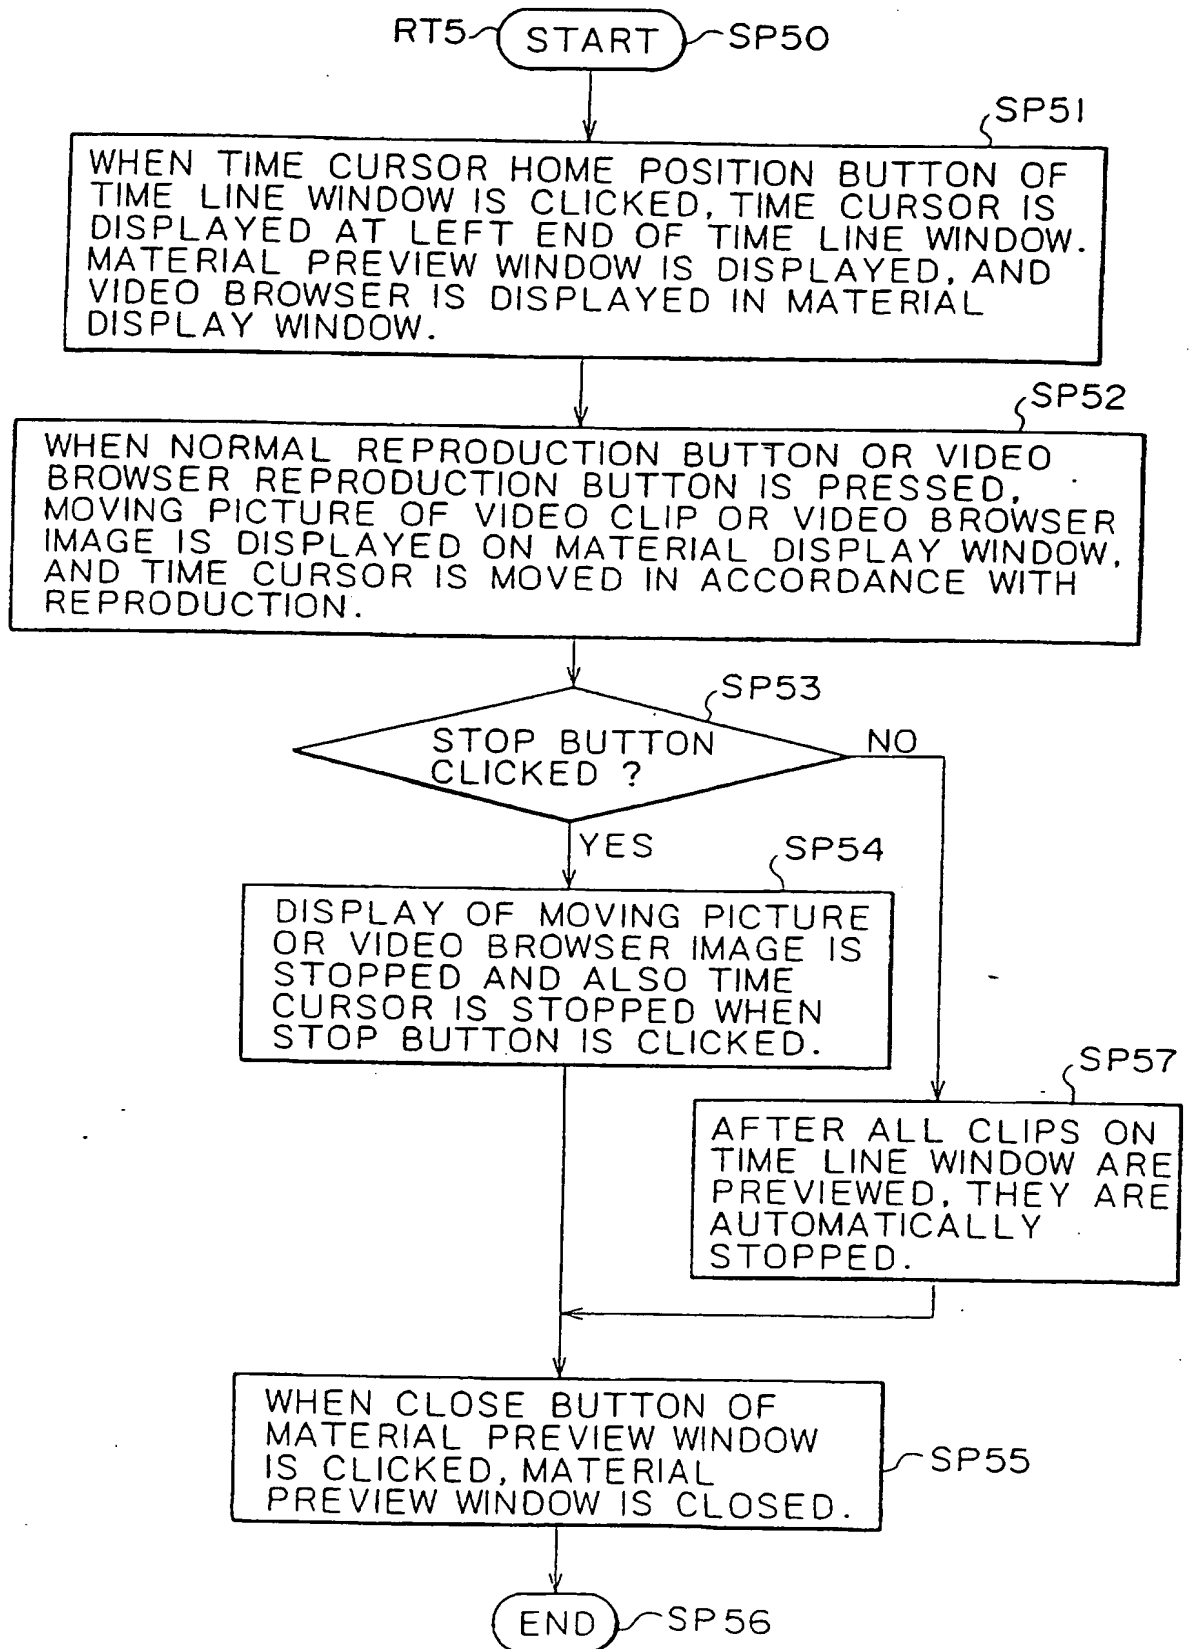 RT5 START SP50
SP51
WHEN TIME CURSOR HOME POSITION BUTTON OF
TIME LINE WINDOW IS CLICKED, TIME CURSOR IS
DISPLAYED AT LEFT END OF TIME LINE WINDOW.
MATERIAL PREVIEW WINDOW IS DISPLAYED, AND
VIDEO BROWSER IS DISPLAYED IN MATERIAL
DISPLAY WINDOW.
SP52
WHEN NORMAL REPRODUCTION BUTTON OR VIDEO
BROWSER REPRODUCTION BUTTON IS PRESSED,
MOVING PICTURE OF VIDEO CLIP OR VIDEO BROWSER
IMAGE IS DISPLAYED ON MATERIAL DISPLAY WINDOW,
AND TIME CURSOR IS MOVED IN ACCORDANCE WITH
REPRODUCTION.
SP53
STOP BUTTON
CLICKED ?
NO
YES
SP54
DISPLAY OF MOVING PICTURE
OR VIDEO BROWSER IMAGE IS
STOPPED AND ALSO TIME
CURSOR IS STOPPED WHEN
STOP BUTTON IS CLICKED.
SP57
AFTER ALL CLIPS ON
TIME LINE WINDOW ARE
PREVIEWED, THEY ARE
AUTOMATICALLY
STOPPED.
WHEN CLOSE BUTTON OF
MATERIAL PREVIEW WINDOW
IS CLICKED, MATERIAL
PREVIEW WINDOW IS CLOSED.
SP55
END SP56